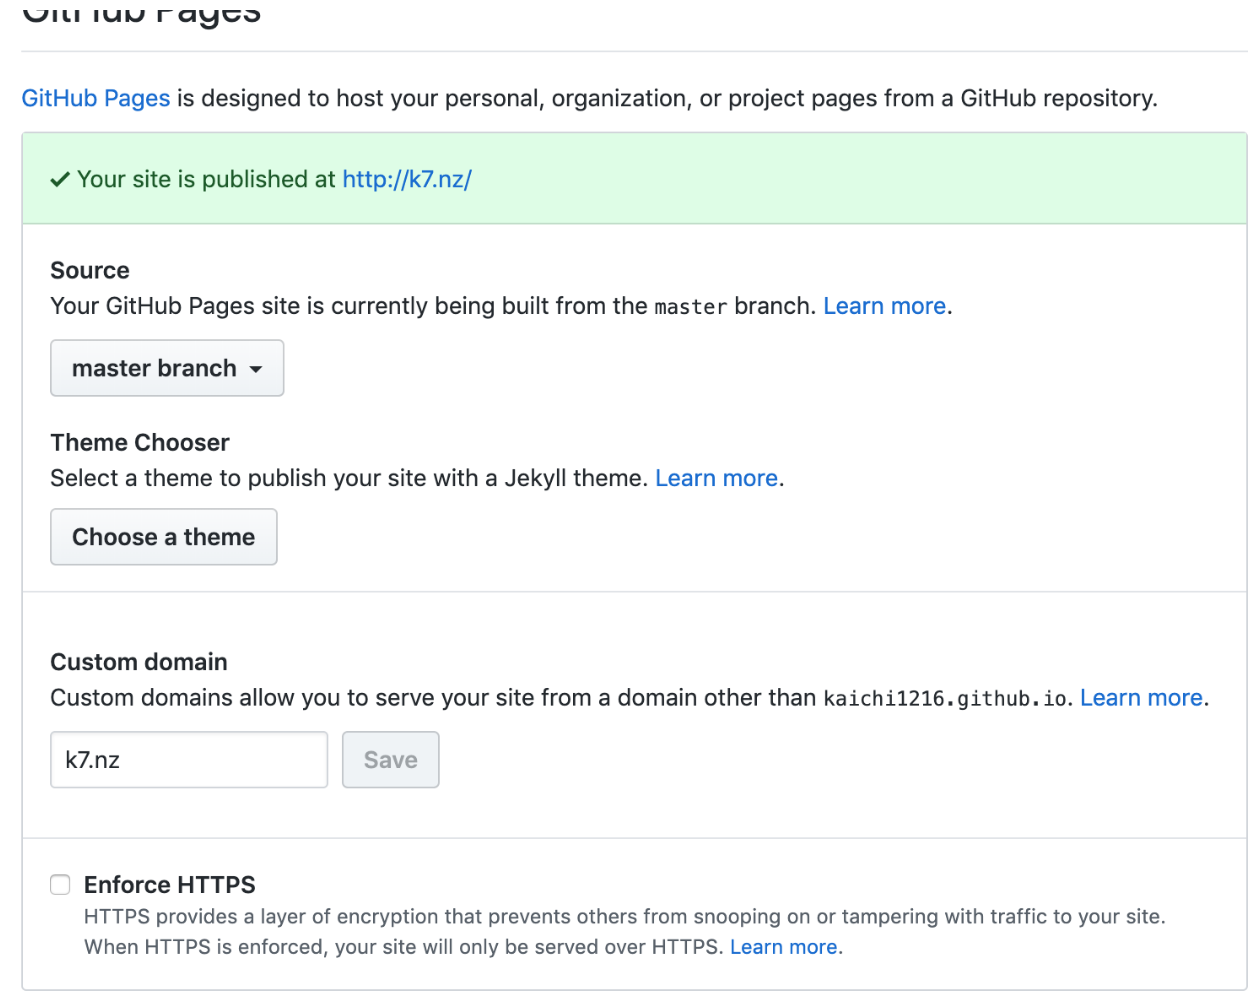 GitHub Pages
GitHub Pages is designed to host your personal, organization, or project pages from a GitHub repository.
✓ Your site is published at http://k7.nz/
Source
Your GitHub Pages site is currently being built from the master branch. Learn more.
master branch
Theme Chooser
Select a theme to publish your site with a Jekyll theme. Learn more.
Choose a theme
Custom domain
Custom domains allow you to serve your site from a domain other than kaichi1216.github.io. Learn more.
k7.nz Save
Enforce HTTPS
HTTPS provides a layer of encryption that prevents others from snooping on or tampering with traffic to your site.
When HTTPS is enforced, your site will only be served over HTTPS. Learn more.